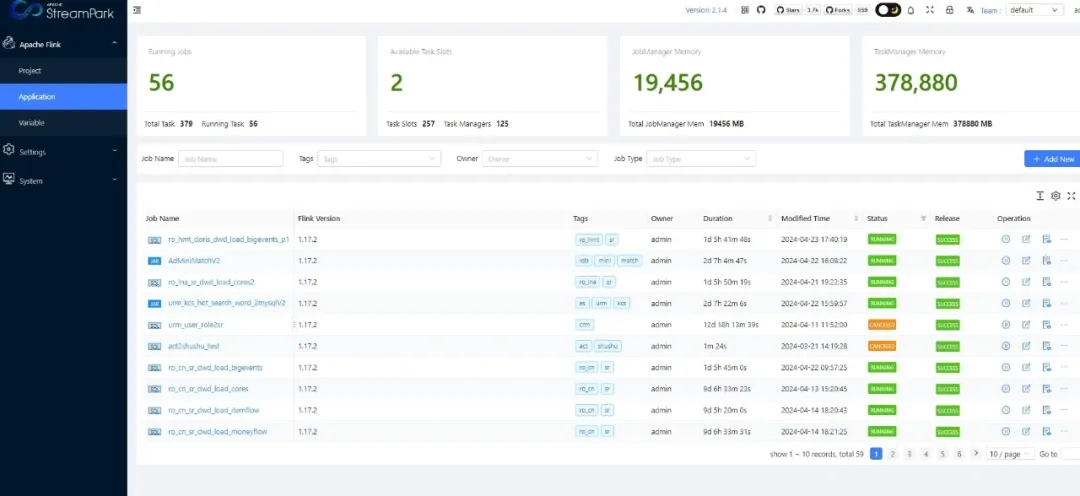 APACHE
StreamPark
Version: 2.1.4 Stars 3.7k Forks 939 Team : default
Apache Flink
Project
Application
Variable
Settings
System
Running Jobs
56
Total Task 379 Running Task 56
Available Task Slots
2
Task Slots 257 Task Managers 125
JobManager Memory
19,456
Total JobManager Mem 19456 MB
TaskManager Memory
378,880
Total TaskManager Mem 378880 MB
Job Name Job Name Tags Tags Owner Owner Job Type Job Type + Add New
Job Name Flink Version Tags Owner Duration Modified Time Status Release Operation
SQL ro_hmt_doris_dwd_load_bigevents_p1 1.17.2 ro_hmt sr admin 1d 5h 41m 48s 2024-04-23 17:40:19 RUNNING SUCCESS
JAR AdMiniMatchV2 1.17.2 mini match admin 2d 7h 4m 47s 2024-04-22 16:08:22 RUNNING SUCCESS
SQL ro_lna_sr_dwd_load_cores2 1.17.2 ro_lna sr admin 1d 5h 50m 19s 2024-04-21 19:22:35 RUNNING SUCCESS
JAR urm_kcs_hot_search_word_2mysqlV2 1.17.2 es urm kcs admin 2d 7h 22m 6s 2024-04-22 15:59:57 RUNNING SUCCESS
SQL urm_user_role2sr 1.17.2 crm admin 12d 18h 13m 39s 2024-04-11 11:52:00 CANCELED SUCCESS
SQL act2shushu_test 1.17.2 act shushu admin 1m 24s 2024-03-21 14:19:28 CANCELED SUCCESS
SQL ro_cn_sr_dwd_load_bigevents 1.17.2 ro_cn sr admin 1d 5h 45m 0s 2024-04-22 09:57:25 RUNNING SUCCESS
SQL ro_cn_sr_dwd_load_cores 1.17.2 ro_cn sr admin 9d 6h 33m 23s 2024-04-13 15:20:45 RUNNING SUCCESS
SQL ro_cn_sr_dwd_load_itemflow 1.17.2 ro_cn sr admin 9d 5h 20m 0s 2024-04-14 18:20:43 RUNNING SUCCESS
SQL ro_cn_sr_dwd_load_moneyflow 1.17.2 ro_cn sr admin 9d 6h 33m 31s 2024-04-14 18:21:25 RUNNING SUCCESS
show 1 ~ 10 records, total 59 1 2 3 4 5 6 > 10 / page Go to